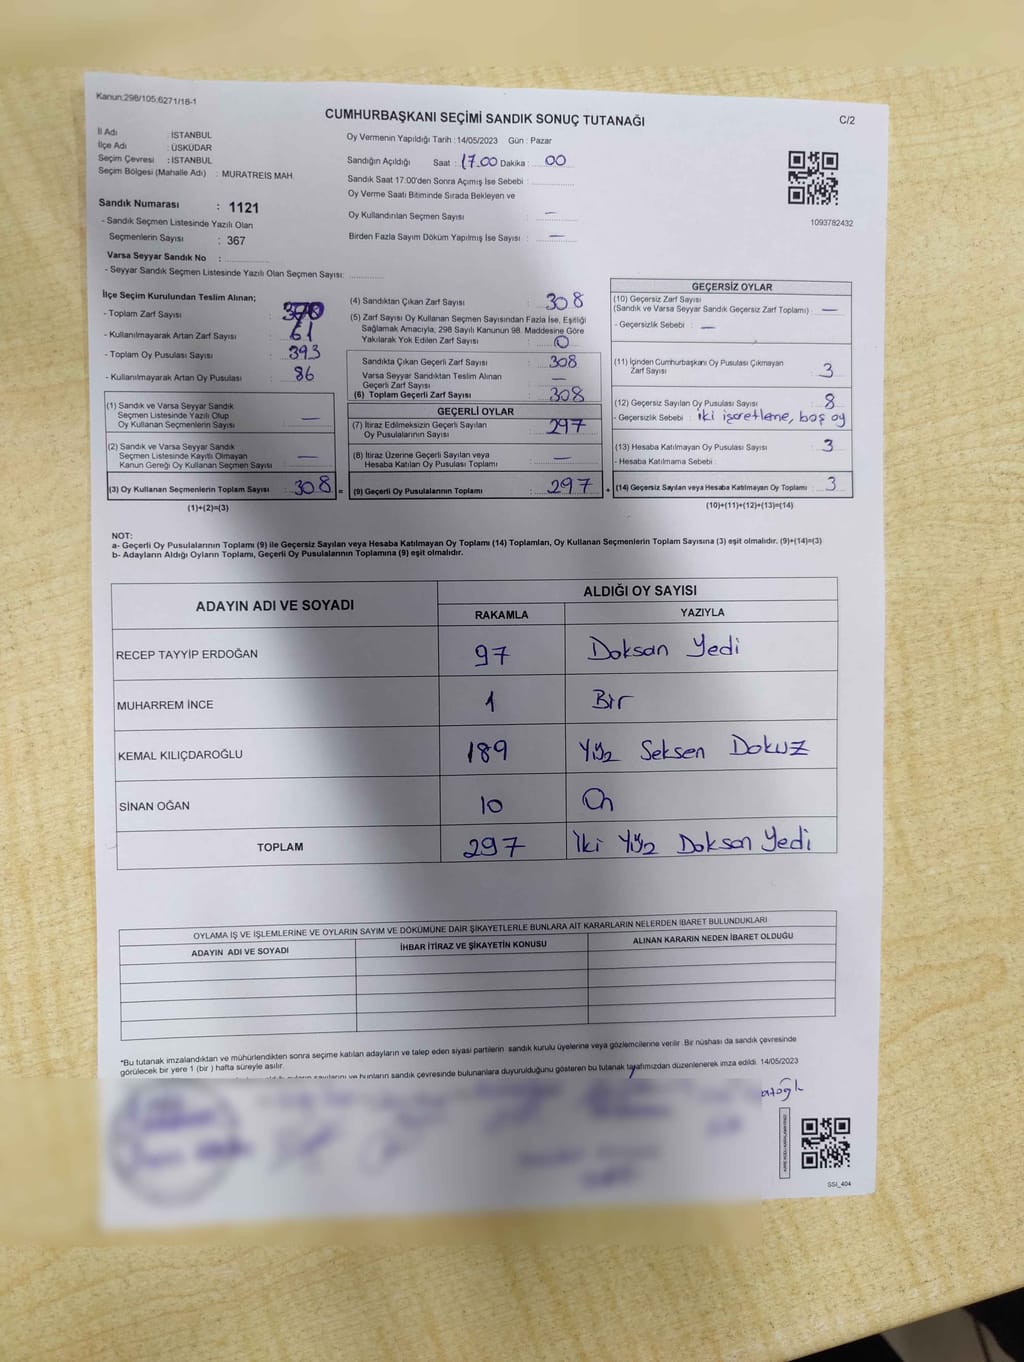 Kanun:298/105;6271/18-1
CUMHURBAŞKANI SEÇİMİ SANDIK SONUÇ TUTANAĞI
C/2
İl Adı : İSTANBUL
İlçe Adı : ÜSKÜDAR
Seçim Çevresi : İSTANBUL
Seçim Bölgesi (Mahalle Adı) : MURATREİS MAH.
Sandık Numarası : 1121
- Sandık Seçmen Listesinde Yazılı Olan
Seçmenlerin Sayısı : 367
Varsa Seyyar Sandık No :
- Seyyar Sandık Seçmen Listesinde Yazılı Olan Seçmen Sayısı:
Oy Vermenin Yapıldığı Tarih :14/05/2023 Gün : Pazar
Sandığın Açıldığı Saat : 17.00 Dakika : 00
Sandık Saat 17:00'den Sonra Açımış İse Sebebi :
Oy Verme Saati Bitiminde Sırada Bekleyen ve
Oy Kullandırılan Seçmen Sayısı : —
Birden Fazla Sayım Döküm Yapılmış İse Sayısı : —
1093782432
İlçe Seçim Kurulundan Teslim Alınan;
- Toplam Zarf Sayısı :
- Kullanılmayarak Artan Zarf Sayısı : 61
- Toplam Oy Pusulası Sayısı : 393
- Kullanılmayarak Artan Oy Pusulası : 86
(1) Sandık ve Varsa Seyyar Sandık
Seçmen Listesinde Yazılı Olup
Oy Kullanan Seçmenlerin Sayısı : —
(2) Sandık ve Varsa Seyyar Sandık
Seçmen Listesinde Kayıtlı Olmayan
Kanun Gereği Oy Kullanan Seçmen Sayısı : —
(3) Oy Kullanan Seçmenlerin Toplam Sayısı : 308 =
(1)+(2)=(3)
(4) Sandıktan Çıkan Zarf Sayısı : 308
(5) Zarf Sayısı Oy Kullanan Seçmen Sayısından Fazla İse, Eşitliği
Sağlamak Amacıyla; 298 Sayılı Kanunun 98. Maddesine Göre
Yakılarak Yok Edilen Zarf Sayısı : 0
Sandıkta Çıkan Geçerli Zarf Sayısı : 308
Varsa Seyyar Sandıktan Teslim Alınan
Geçerli Zarf Sayısı : —
(6) Toplam Geçerli Zarf Sayısı : 308
GEÇERLİ OYLAR
(7) İtiraz Edilmeksizin Geçerli Sayılan
Oy Pusulalarının Sayısı : 297
(8) İtiraz Üzerine Geçerli Sayılan veya
Hesaba Katılan Oy Pusulası Toplamı : —
(9) Geçerli Oy Pusulalarının Toplamı : 297 +
GEÇERSİZ OYLAR
(10) Geçersiz Zarf Sayısı
(Sandık ve Varsa Seyyar Sandık Geçersiz Zarf Toplamı) : —
- Geçersizlik Sebebi : —
(11) İçinden Cumhurbaşkanı Oy Pusulası Çıkmayan
Zarf Sayısı : 3
(12) Geçersiz Sayılan Oy Pusulası Sayısı : 8
- Geçersizlik Sebebi : iki işaretleme, boş oy
(13) Hesaba Katılmayan Oy Pusulası Sayısı : 3
- Hesaba Katılmama Sebebi :
(14) Geçersiz Sayılan veya Hesaba Katılmayan Oy Toplamı : 3
(10)+(11)+(12)+(13)=(14)
NOT:
a- Geçerli Oy Pusulalarının Toplamı (9) ile Geçersiz Sayılan veya Hesaba Katılmayan Oy Toplamı (14) Toplamları, Oy Kullanan Seçmenlerin Toplam Sayısına (3) eşit olmalıdır. (9)+(14)=(3)
b- Adayların Aldığı Oyların Toplamı, Geçerli Oy Pusulalarının Toplamına (9) eşit olmalıdır.
ADAYIN ADI VE SOYADI
ALDIĞI OY SAYISI
RAKAMLA YAZIYLA
RECEP TAYYİP ERDOĞAN 97 Doksan Yedi
MUHARREM İNCE 1 Bir
KEMAL KILIÇDAROĞLU 189 Yüz Seksen Dokuz
SİNAN OĞAN 10 On
TOPLAM 297 İki Yüz Doksan Yedi
OYLAMA İŞ VE İŞLEMLERİNE VE OYLARIN SAYIM VE DÖKÜMÜNE DAİR ŞİKAYETLERLE BUNLARA AİT KARARLARIN NELERDEN İBARET BULUNDUKLARI
ADAYIN ADI VE SOYADI
İHBAR İTİRAZ VE ŞİKAYETİN KONUSU
ALINAN KARARIN NEDEN İBARET OLDUĞU
*Bu tutanak imzalandıktan ve mühürlendikten sonra seçime katılan adayların ve talep eden siyasi partilerin sandık kurulu üyelerine veya gözlemcilerine verilir .Bir nüshası da sandık çevresinde
görülecek bir yere 1 (bir ) hafta süreyle asılır.
sandık çevresinde bulunanlara duyurulduğunu gösteren bu tutanak tarafımızdan düzenlenerek imza edildi. 14/05/2023
SSI_404